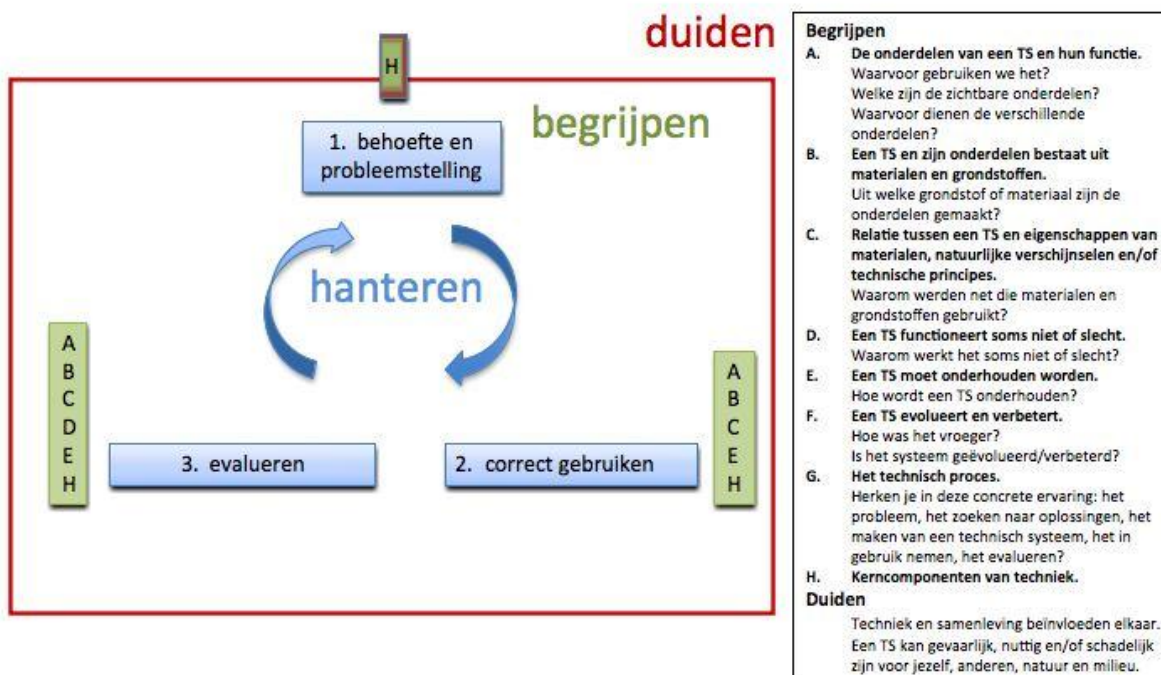 duiden
H
begrijpen
1. behoefte en
probleemstelling
hanteren
A
B
C
D
E
H
3. evalueren
2. correct gebruiken
A
B
C
E
H
Begrijpen
A. De onderdelen van een TS en hun functie.
Waarvoor gebruiken we het?
Welke zijn de zichtbare onderdelen?
Waarvoor dienen de verschillende
onderdelen?
B. Een TS en zijn onderdelen bestaat uit
materialen en grondstoffen.
Uit welke grondstof of materiaal zijn de
onderdelen gemaakt?
C. Relatie tussen een TS en eigenschappen van
materialen, natuurlijke verschijnselen en/of
technische principes.
Waarom werden net die materialen en
grondstoffen gebruikt?
D. Een TS functioneert soms niet of slecht.
Waarom werkt het soms niet of slecht?
E. Een TS moet onderhouden worden.
Hoe wordt een TS onderhouden?
F. Een TS evolueert en verbetert.
Hoe was het vroeger?
Is het systeem geëvolueerd/verbeterd?
G. Het technisch proces.
Herken je in deze concrete ervaring: het
probleem, het zoeken naar oplossingen, het
maken van een technisch systeem, het in
gebruik nemen, het evalueren?
H. Kerncomponenten van techniek.
Duiden
Techniek en samenleving beïnvloeden elkaar.
Een TS kan gevaarlijk, nuttig en/of schadelijk
zijn voor jezelf, anderen, natuur en milieu.